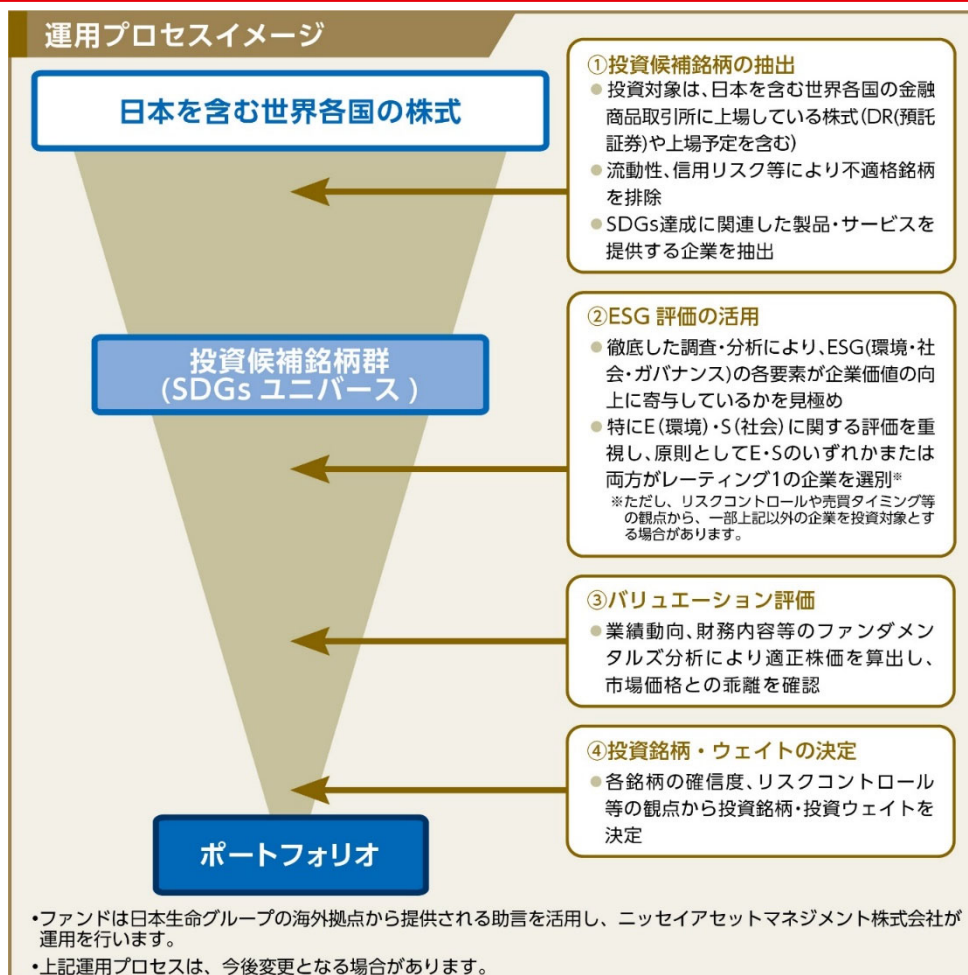 運用プロセスイメージ
日本を含む世界各国の株式
①投資候補銘柄の抽出
●投資対象は、日本を含む世界各国の金融
商品取引所に上場している株式(DR(預託
証券)や上場予定を含む)
●流動性、信用リスク等により不適格銘柄
を排除
●SDGs達成に関連した製品・サービスを
提供する企業を抽出
投資候補銘柄群
(SDGs ユニバース )
②ESG 評価の活用
●徹底した調査・分析により、ESG(環境・社
会・ガバナンス)の各要素が企業価値の向
上に寄与しているかを見極め
●特にE(環境)・S(社会)に関する評価を重
視し、原則としてE・Sのいずれかまたは
両方がレーティング1の企業を選別※
※ただし、リスクコントロールや売買タイミング等
の観点から、一部上記以外の企業を投資対象とす
る場合があります。
③バリュエーション評価
●業績動向、財務内容等のファンダメン
タルズ分析により適正株価を算出し、
市場価格との乖離を確認
④投資銘柄・ウェイトの決定
●各銘柄の確信度、リスクコントロール
等の観点から投資銘柄・投資ウェイトを
決定
ポートフォリオ
•ファンドは日本生命グループの海外拠点から提供される助言を活用し、ニッセイアセットマネジメント株式会社が
運用を行います。
•上記運用プロセスは、今後変更となる場合があります。